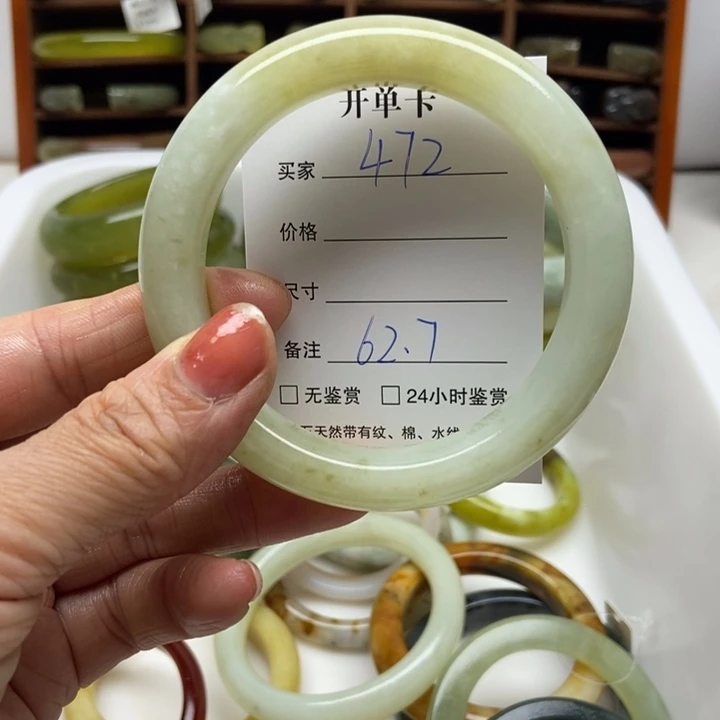 开单卡
买家 472
价格
尺寸
备注 62.7
□ 无鉴赏 □ 24小时鉴赏
天然带有纹、棉、水线